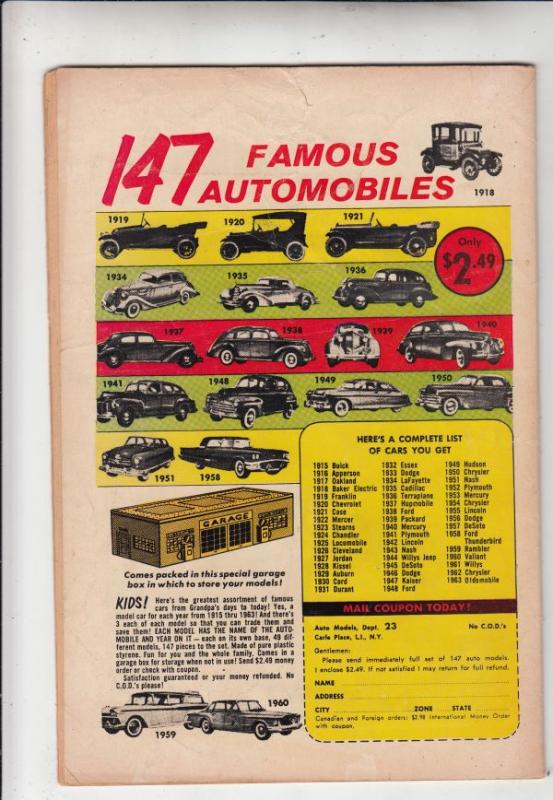 147 FAMOUS
AUTOMOBILES
1918
1919
1920
1921
Only
$2.49
1934
1935
1936
1937
1938
1939
1940
1941
1948
1949
1950
1951
1958
GARAGE
Comes packed in this special garage
box in which to store your models!
KIDS! Here's the greatest assortment of famous
cars from Grandpa's days to today! Yes, a
model car for each year from 1915 thru 1963! And there's
3 each of each model so that you can trade them and
save them! EACH MODEL HAS THE NAME OF THE AUTO-
MOBILE AND YEAR ON IT — each on its own base, 49 dif-
ferent models, 147 pieces to the set. Made of pure plastic
styrene. Fun for you and the whole family. Comes in a
garage box for storage when not in use! Send $2.49 money
order or check with coupon.
Satisfaction guaranteed or your money refunded. No
C.O.D.'s please!
1959
1960
HERE'S A COMPLETE LIST
OF CARS YOU GET
1915 Buick
1916 Apperson
1917 Oakland
1918 Baker Electric
1919 Franklin
1920 Chevrolet
1921 Case
1922 Mercer
1923 Stearns
1924 Chandler
1925 Locomobile
1926 Cleveland
1927 Jordan
1928 Kissel
1929 Auburn
1930 Cord
1931 Durant
1932 Essex
1933 Dodge
1934 LaFayette
1935 Cadillac
1936 Terraplane
1937 Hupmobile
1938 Ford
1939 Packard
1940 Mercury
1941 Plymouth
1942 Lincoln
1943 Nash
1944 Willys Jeep
1945 DeSoto
1946 Dodge
1947 Kaiser
1948 Ford
1949 Hudson
1950 Chrysler
1951 Nash
1952 Plymouth
1953 Mercury
1954 Chrysler
1955 Lincoln
1956 Dodge
1957 DeSoto
1958 Ford
Thunderbird
1959 Rambler
1960 Valiant
1961 Willys
1962 Chrysler
1963 Oldsmobile
MAIL COUPON TODAY!
Auto Models, Dept. 23 No C.O.D.'s
Carle Place, L.I., N.Y.
Gentlemen:
Please send immediately full set of 147 auto models.
I enclose $2.49. If not satisfied I may return for full refund.
NAME
ADDRESS
CITY ZONE STATE
Canadian and Foreign orders: $2.98 International Money Order
with coupon.